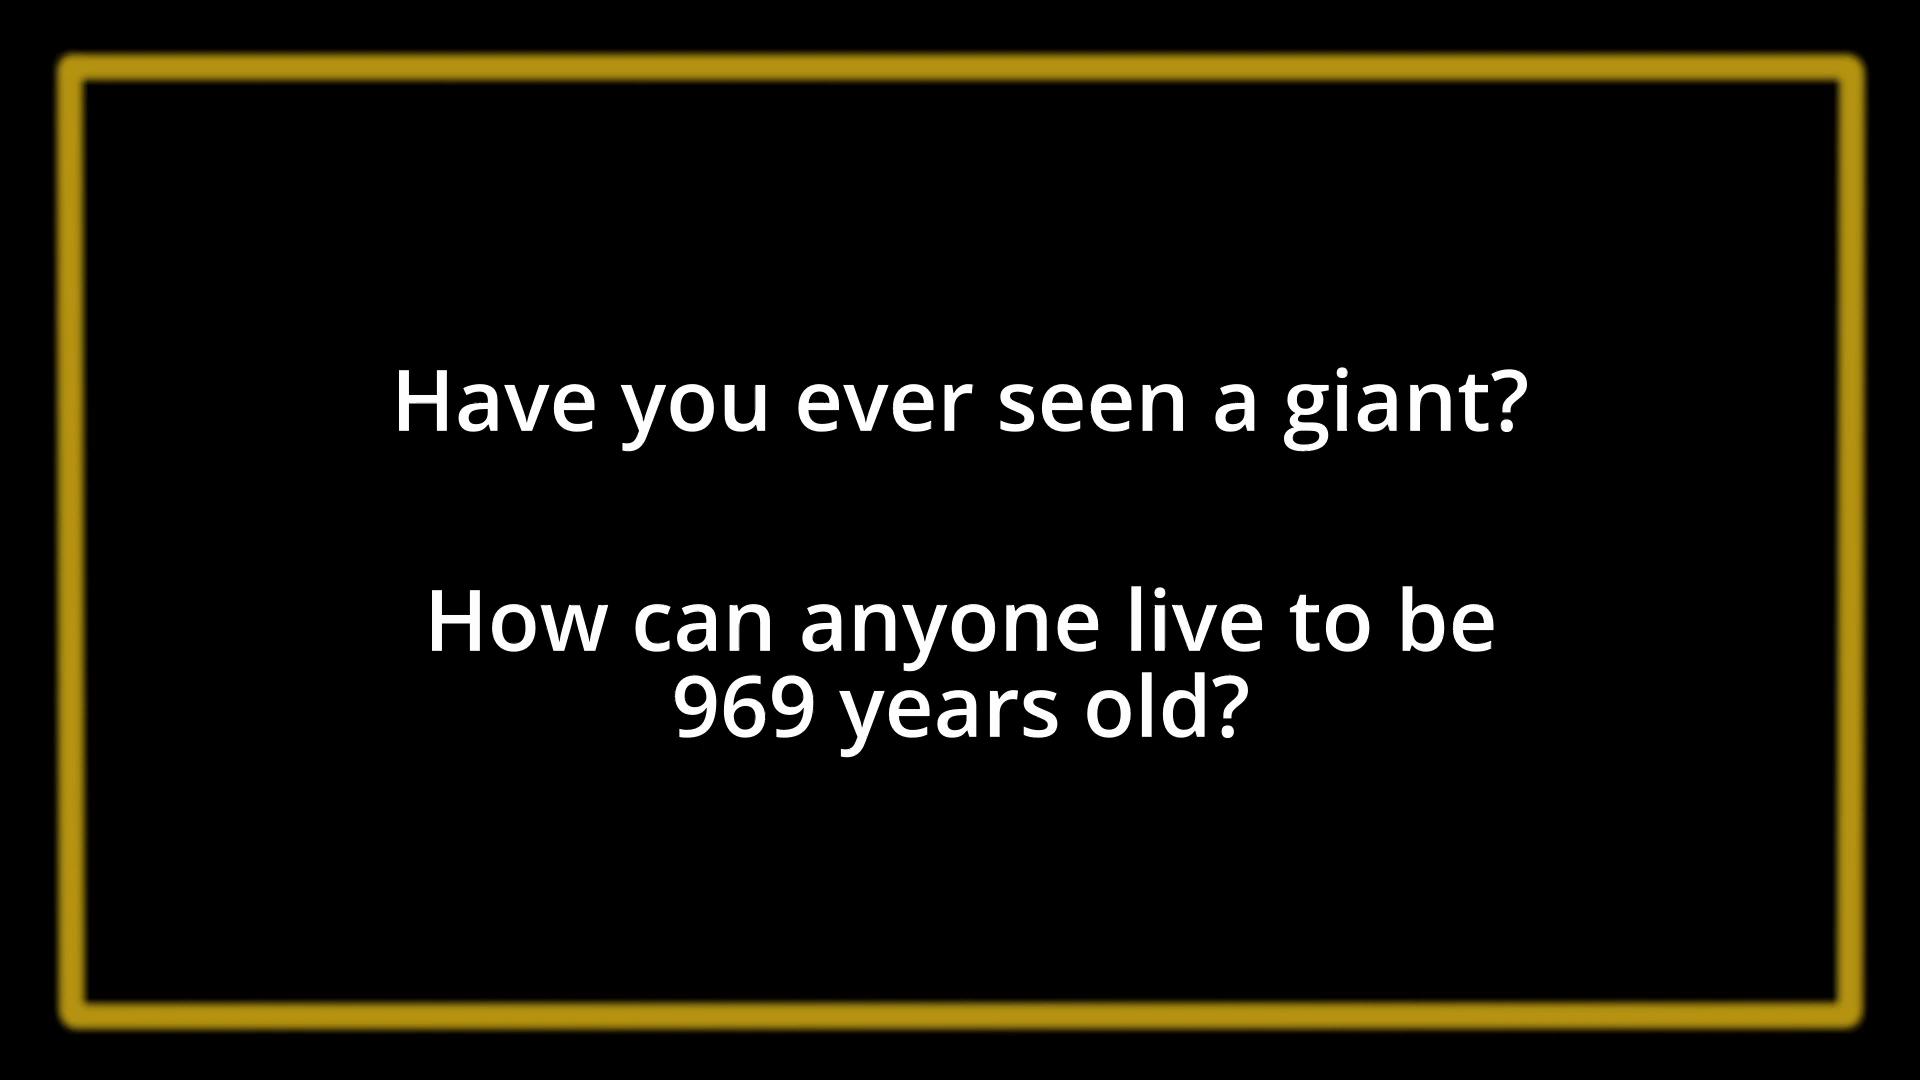 Have you ever seen a giant?
How can anyone live to be
969 years old?